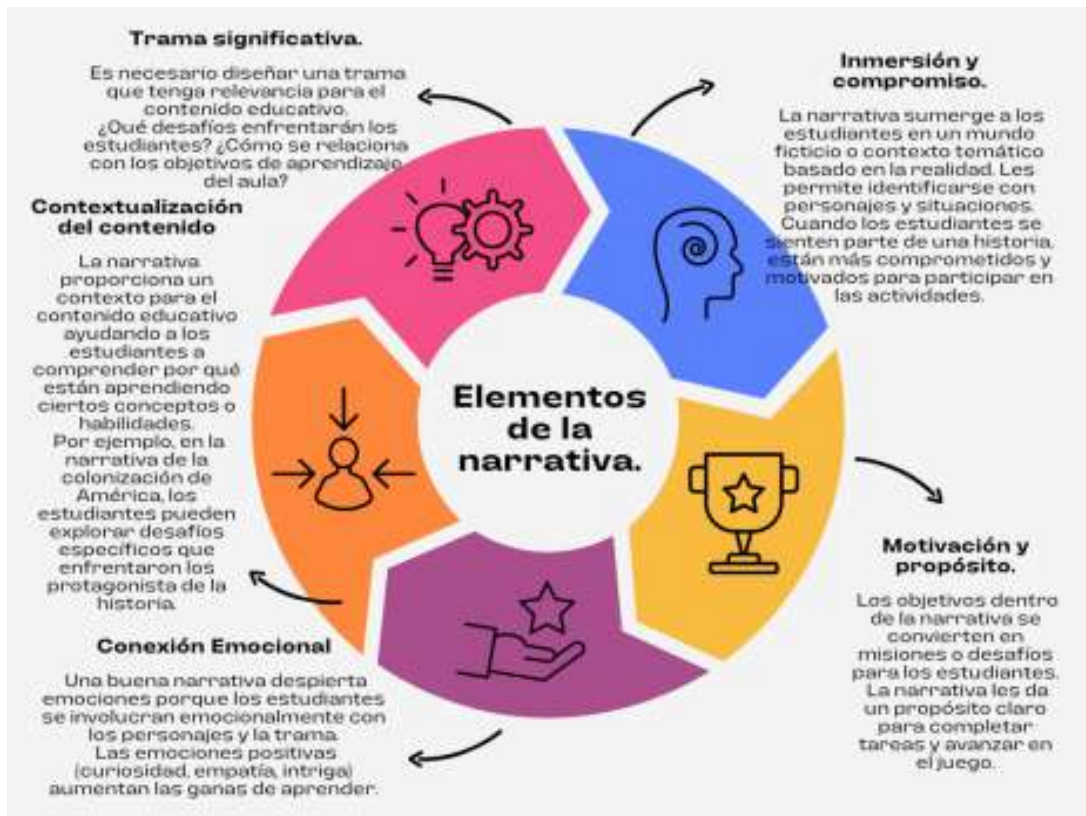 Trama significativa.
Es necesario diseñar una trama
que tenga relevancia para el
contenido educativo.
¿Qué desafíos enfrentarán los
estudiantes? ¿Cómo se relaciona
con los objetivos de aprendizaje
del aula?
Inmersión y
compromiso.
La narrativa sumerge a los
estudiantes en un mundo
ficticio o contexto temático
basado en la realidad. Les
permite identificarse con
personajes y situaciones.
Cuando los estudiantes se
sienten parte de una historia,
están más comprometidos y
motivados para participar en
las actividades.
Contextualización
del contenido
La narrativa
proporciona un
contexto para el
contenido educativo
ayudando a los
estudiantes a
comprender por qué
están aprendiendo
ciertos conceptos o
habilidades.
Por ejemplo, en la
narrativa de la
colonización de
América, los
estudiantes pueden
explorar desafíos
específicos que
enfrentaron los
protagonista de la
historia.
Elementos
de la
narrativa.
Motivación y
propósito.
Los objetivos dentro
de la narrativa se
convierten en
misiones o desafíos
para los estudiantes.
La narrativa les da
un propósito claro
para completar
tareas y avanzar en
el juego.
Conexión Emocional
Una buena narrativa despierta
emociones porque los estudiantes
se involucran emocionalmente con
los personajes y la trama.
Las emociones positivas
(curiosidad, empatía, intriga)
aumentan las ganas de aprender.